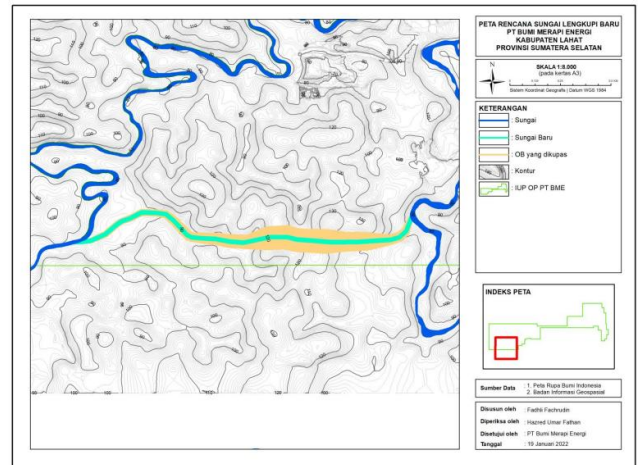 PETA RENCANA SUNGAI LENGKUPI BARU
PT BUMI MERAPI ENERGI
KABUPATEN LAHAT
PROVINSI SUMATERA SELATAN
N
SKALA 1:8.000
(pada kertas A3)
Sistem Koordinat Geografis | Datum WGS 1984
KETERANGAN
: Sungai
: Sungai Baru
: OB yang dikupas
: Kontur
: IUP OP PT BME
INDEKS PETA
Sumber Data : 1. Peta Rupa Bumi Indonesia
2. Badan Informasi Geospasial
Disusun oleh : Fadhli Fachrudin
Diperiksa oleh : Hazred Umar Fathan
Disetujui oleh : PT Bumi Merapi Energi
Tanggal : 19 Januari 2022